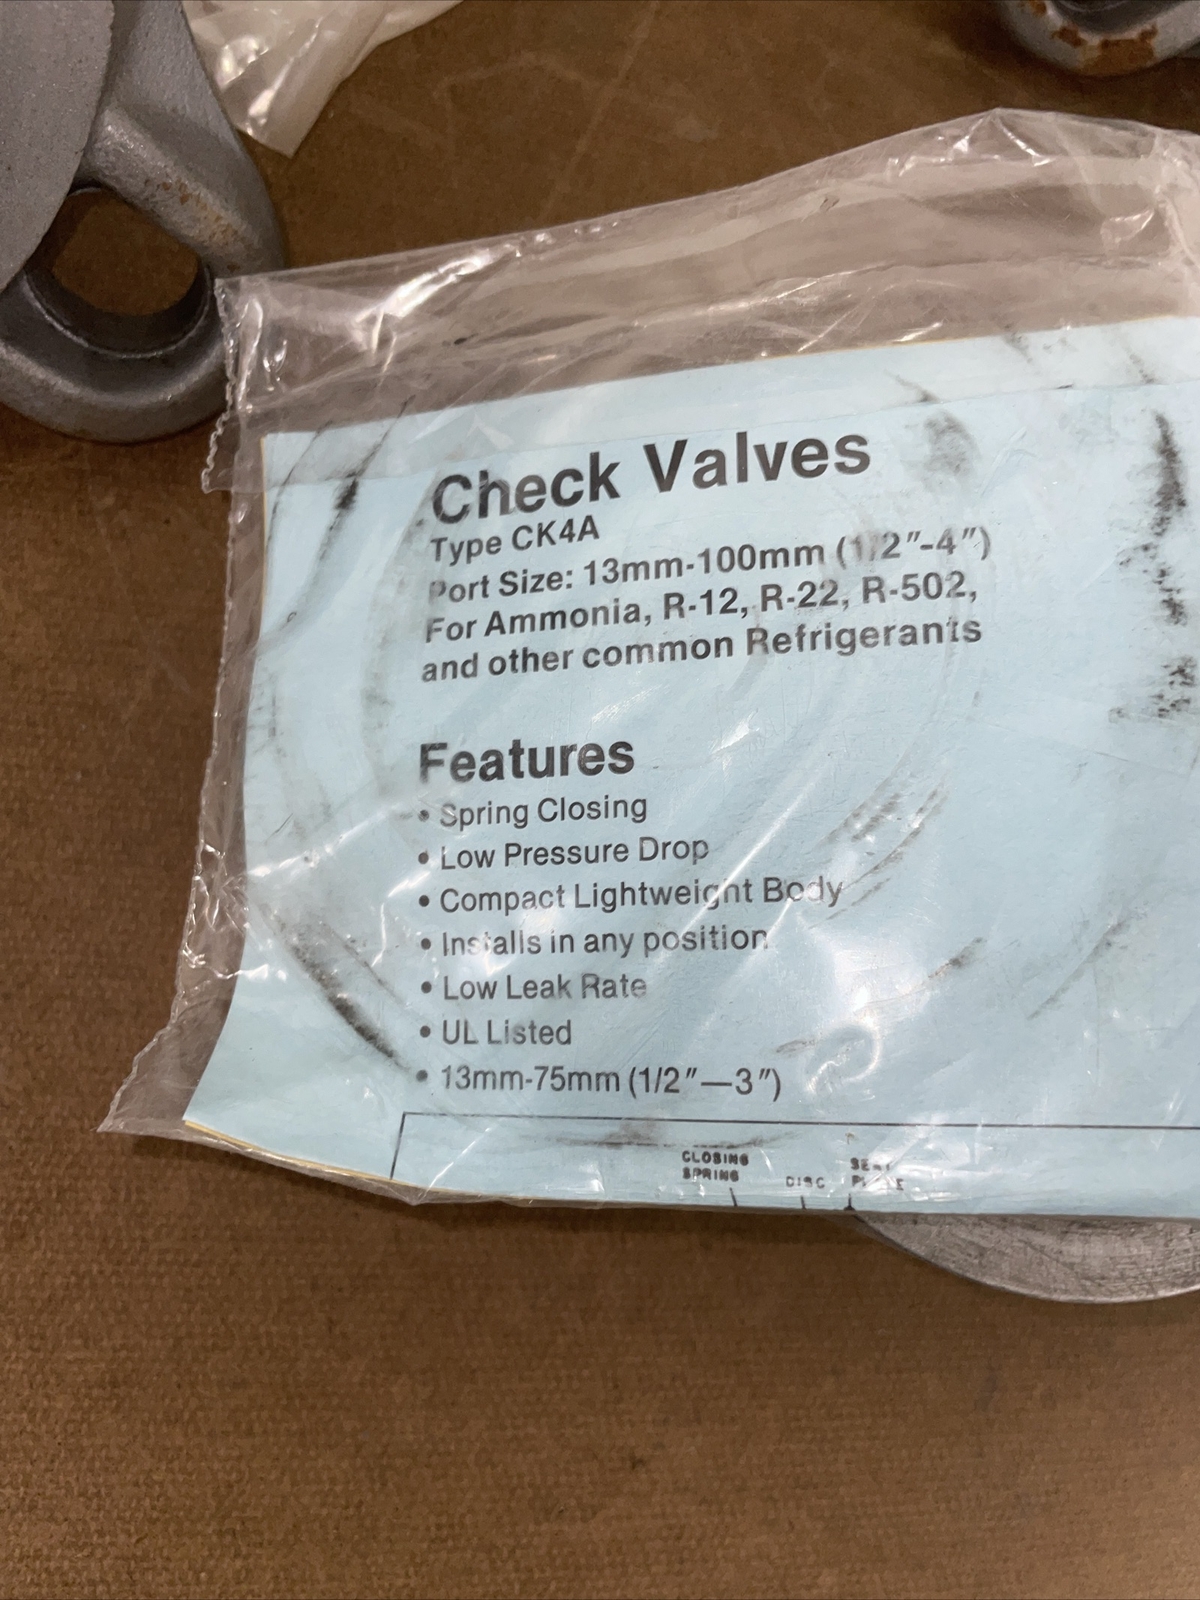 Check Valves
Type CK4A
Port Size: 13mm-100mm (1/2″-4″)
For Ammonia, R-12, R-22, R-502,
and other common Refrigerants
Features
• Spring Closing
• Low Pressure Drop
• Compact Lightweight Body
• Installs in any position
• Low Leak Rate
• UL Listed
• 13mm-75mm (1/2″—3″)
CLOSING
SPRING
DISC
SEAT
PLATE